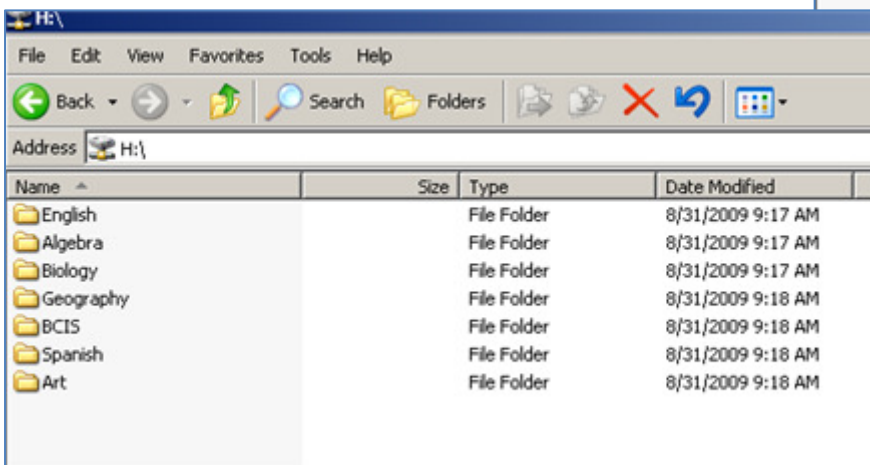 H:\
File Edit View Favorites Tools Help
Back Search Folders
Address H:\
Name Size Type Date Modified
English File Folder 8/31/2009 9:17 AM
Algebra File Folder 8/31/2009 9:17 AM
Biology File Folder 8/31/2009 9:17 AM
Geography File Folder 8/31/2009 9:18 AM
BCIS File Folder 8/31/2009 9:18 AM
Spanish File Folder 8/31/2009 9:18 AM
Art File Folder 8/31/2009 9:18 AM